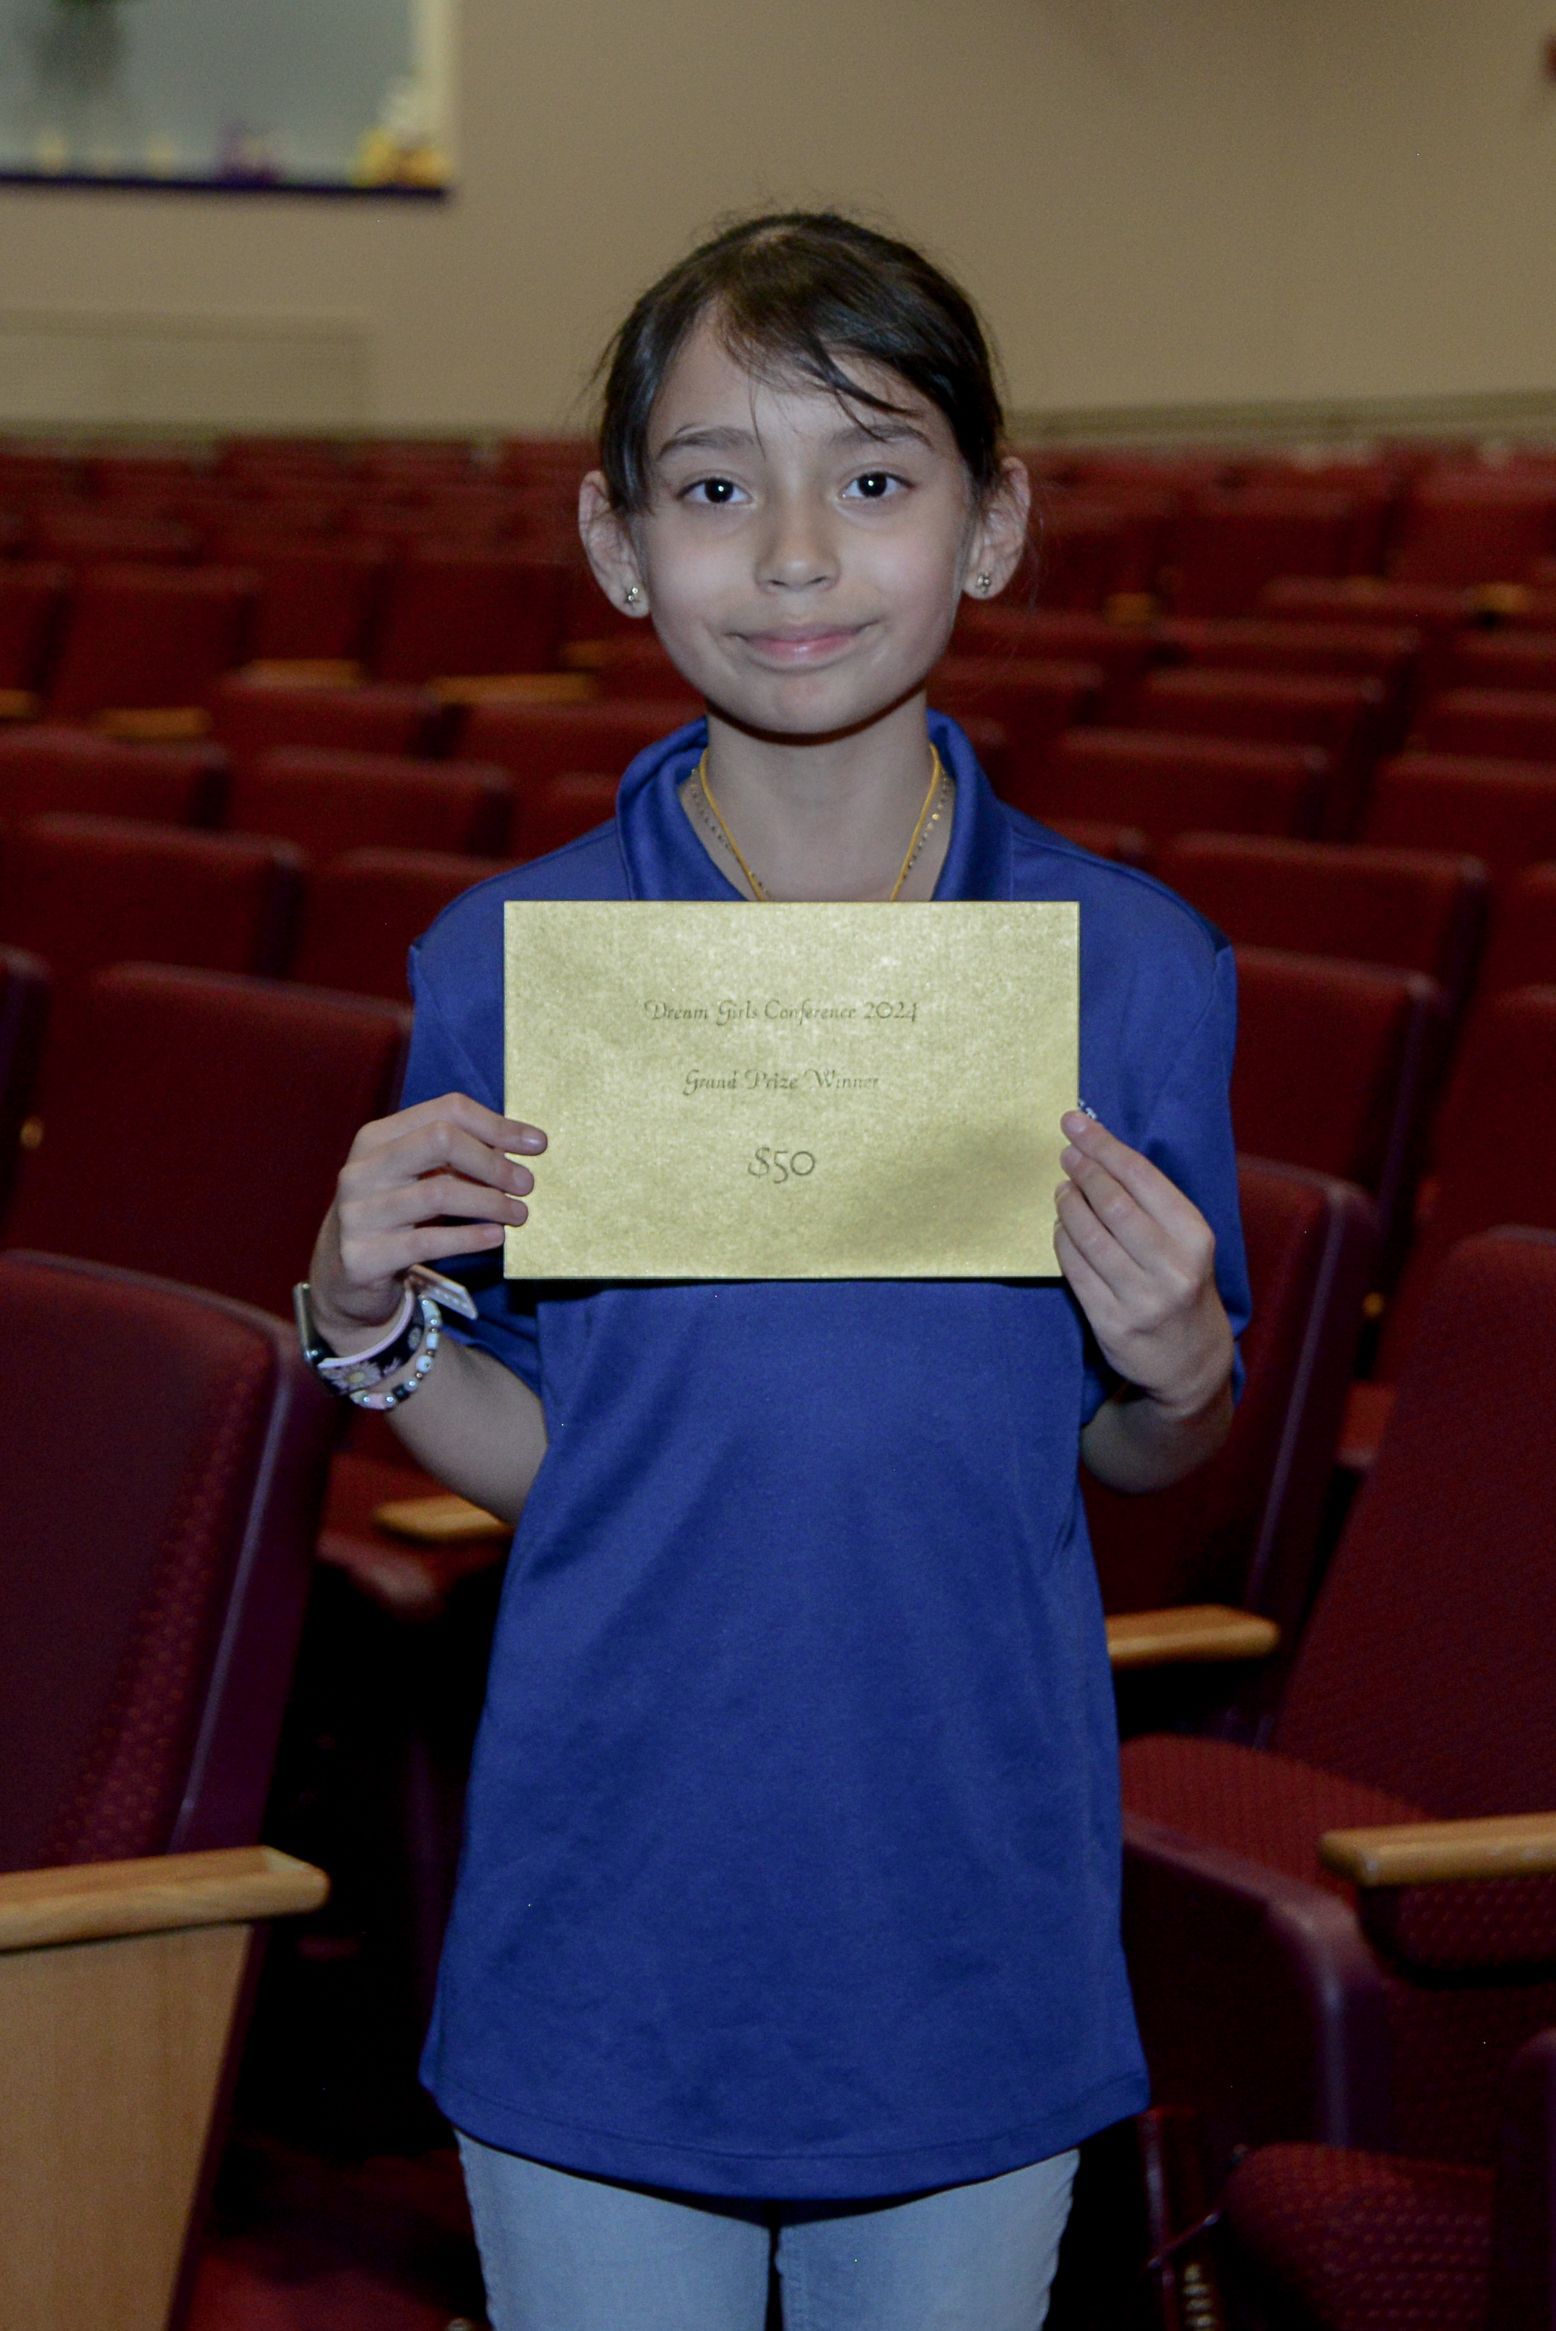 Dream Girls Conference 2024
Grand Prize Winner
$50